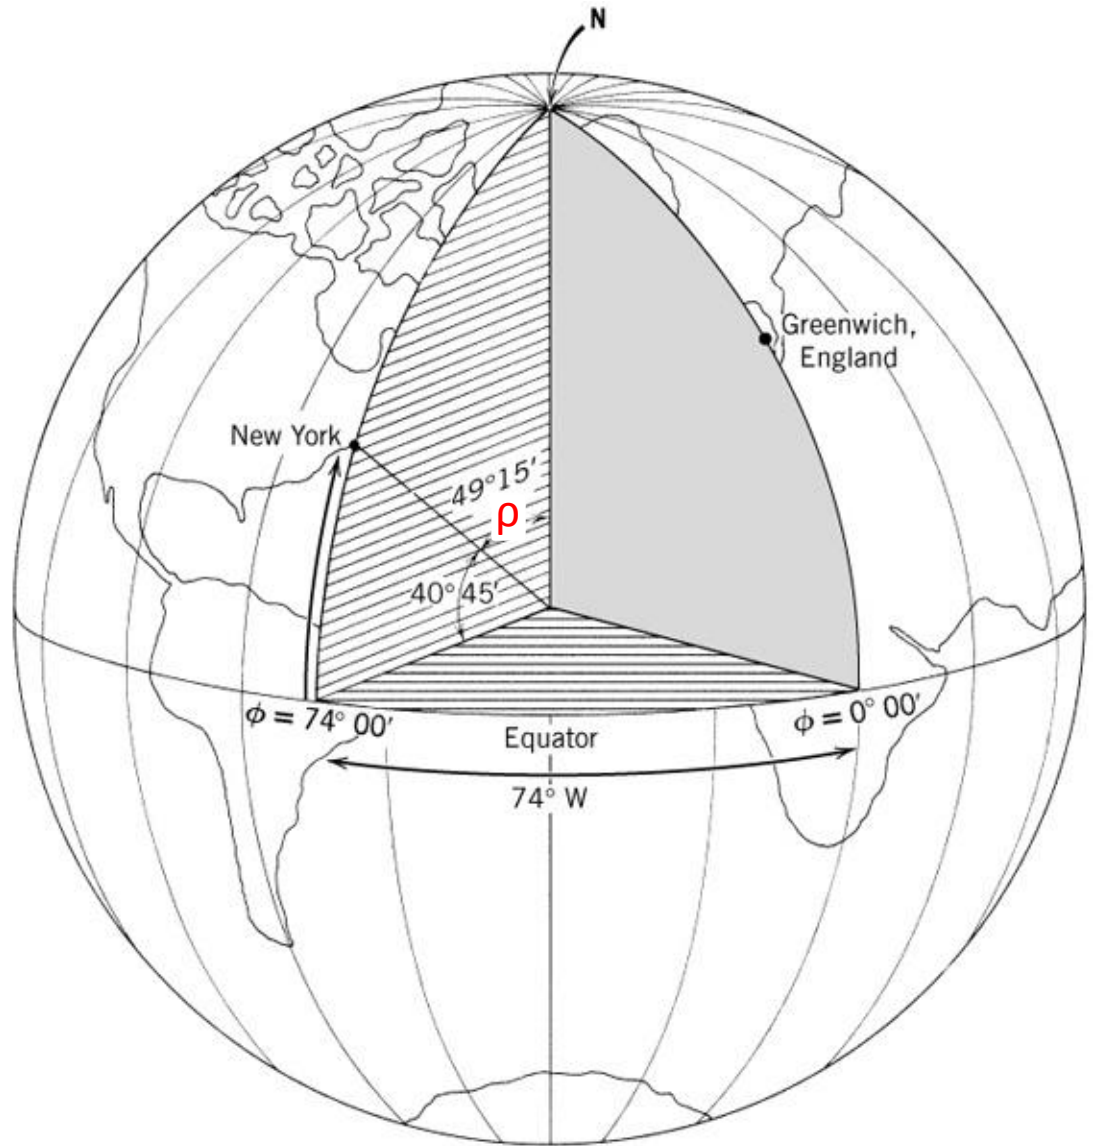 N
Greenwich,
England
New York
49°15′
ρ
40° 45′
ϕ = 74° 00′
ϕ = 0° 00′
Equator
74° W